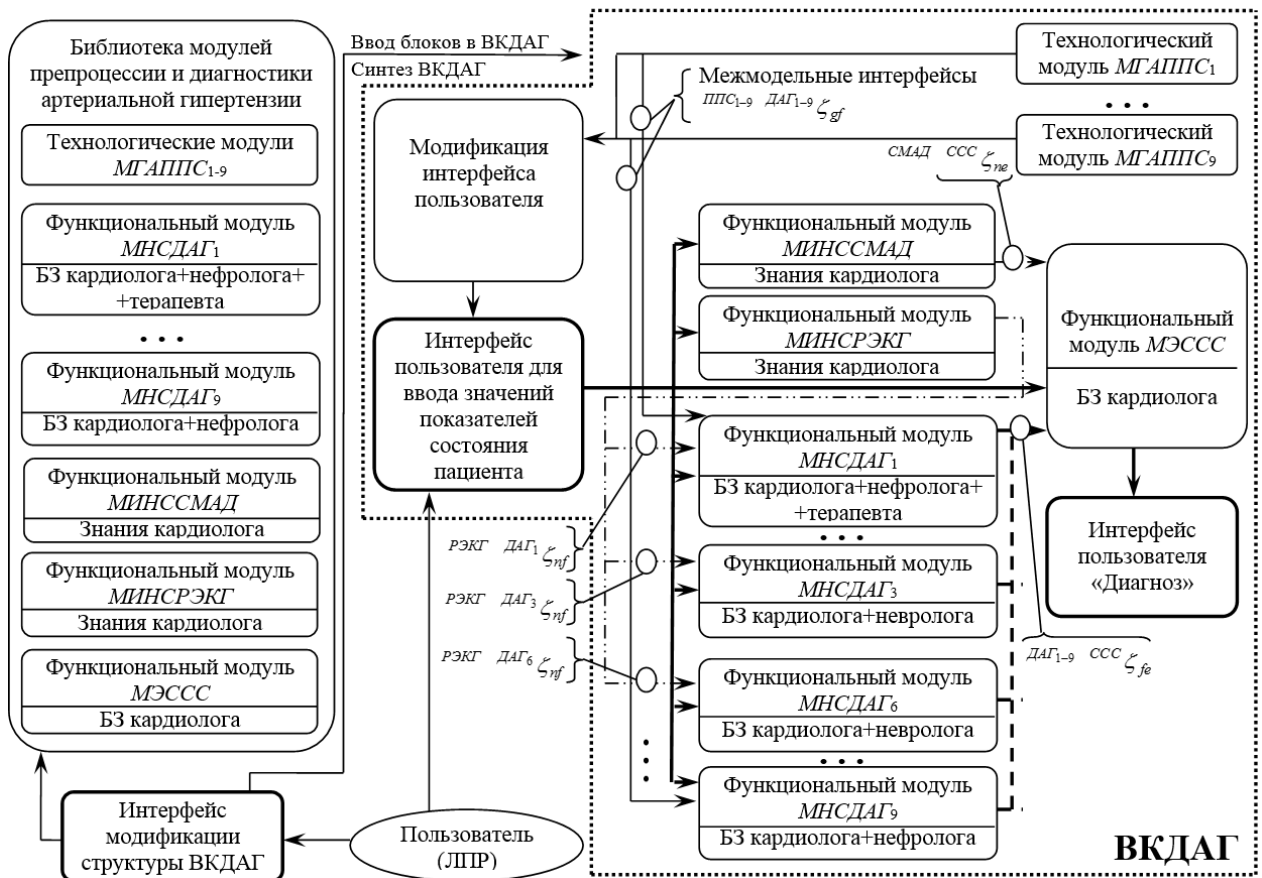 Библиотека модулей
препроцессии и диагностики
артериальной гипертензии
Технологические модули
МГАППС1-9
Функциональный модуль
МНСДАГ1
БЗ кардиолога+нефролога+
+терапевта
• • •
Функциональный модуль
МНСДАГ9
БЗ кардиолога+нефролога
Функциональный модуль
МИНССМАД
Знания кардиолога
Функциональный модуль
МИНСРЭКГ
Знания кардиолога
Функциональный модуль
МЭССС
БЗ кардиолога
Интерфейс
модификации
структуры ВКДАГ
Пользователь
(ЛПР)
Ввод блоков в ВКДАГ
Синтез ВКДАГ
Модификация
интерфейса
пользователя
Интерфейс
пользователя для
ввода значений
показателей
состояния
пациента
Межмодельные интерфейсы
ППС1–9 ДАГ1–9 ζgf
Технологический
модуль МГАППС1
• • •
Технологический
модуль МГАППС9
СМАД ССС ζne
Функциональный модуль
МИНССМАД
Знания кардиолога
Функциональный модуль
МИНСРЭКГ
Знания кардиолога
Функциональный модуль
МНСДАГ1
БЗ кардиолога+нефролога+
+терапевта
• • •
Функциональный модуль
МНСДАГ3
БЗ кардиолога+невролога
Функциональный модуль
МНСДАГ6
БЗ кардиолога+невролога
• • •
Функциональный модуль
МНСДАГ9
БЗ кардиолога+нефролога
РЭКГ ДАГ1 ζnf
РЭКГ ДАГ3 ζnf
РЭКГ ДАГ6 ζnf
Функциональный
модуль МЭССС
БЗ кардиолога
Интерфейс
пользователя
«Диагноз»
ДАГ1–9 ССС ζfe
ВКДАГ